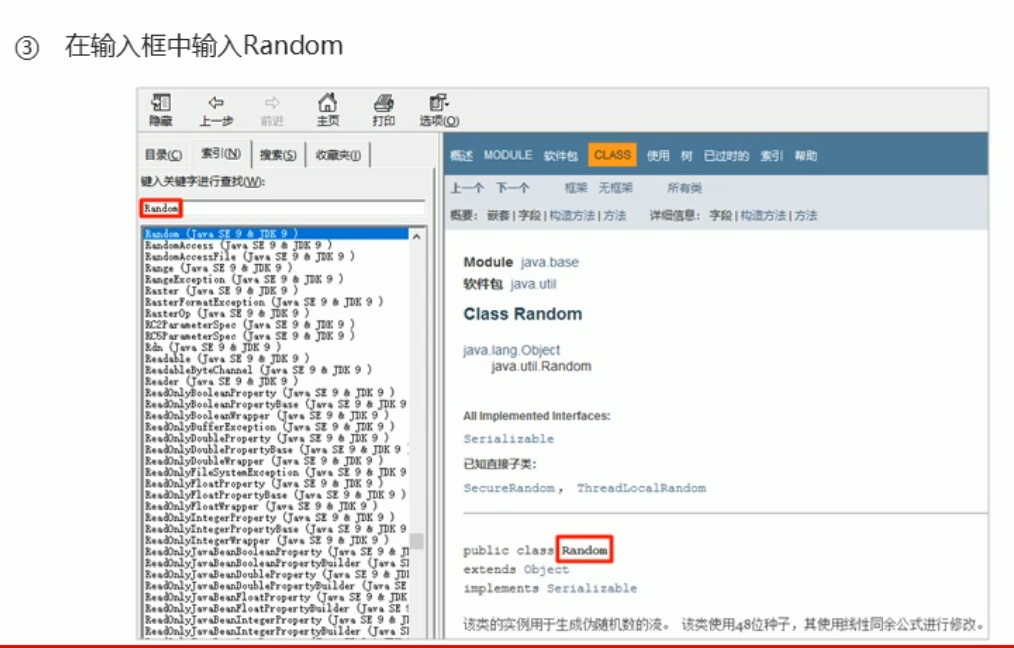 ③ 在输入框中输入Random
隐藏 上一步 前进 主页 打印 选项(O)
目录(C) 索引(N) 搜索(S) 收藏夹(I)
键入关键字进行查找(W):
Random
Random (Java SE 9 & JDK 9 )
RandomAccess (Java SE 9 & JDK 9 )
RandomAccessFile (Java SE 9 & JDK 9 )
Range (Java SE 9 & JDK 9 )
RangeException (Java SE 9 & JDK 9 )
Raster (Java SE 9 & JDK 9 )
RasterFormatException (Java SE 9 & JDK 9 )
RasterOp (Java SE 9 & JDK 9 )
RC2ParameterSpec (Java SE 9 & JDK 9 )
RC5ParameterSpec (Java SE 9 & JDK 9 )
Rdn (Java SE 9 & JDK 9 )
Readable (Java SE 9 & JDK 9 )
ReadableByteChannel (Java SE 9 & JDK 9 )
Reader (Java SE 9 & JDK 9 )
ReadOnlyBooleanProperty (Java SE 9 & JDK 9 )
ReadOnlyBooleanPropertyBase (Java SE 9 & JDK 9
ReadOnlyBooleanWrapper (Java SE 9 & JDK 9 )
ReadOnlyBufferException (Java SE 9 & JDK 9 )
ReadOnlyDoubleProperty (Java SE 9 & JDK 9 )
ReadOnlyDoublePropertyBase (Java SE 9 & JDK 9
ReadOnlyDoubleWrapper (Java SE 9 & JDK 9 )
ReadOnlyFileSystemException (Java SE 9 & JDK 9
ReadOnlyFloatProperty (Java SE 9 & JDK 9 )
ReadOnlyFloatPropertyBase (Java SE 9 & JDK 9 )
ReadOnlyFloatWrapper (Java SE 9 & JDK 9 )
ReadOnlyIntegerProperty (Java SE 9 & JDK 9 )
ReadOnlyIntegerPropertyBase (Java SE 9 & JDK 9
ReadOnlyIntegerWrapper (Java SE 9 & JDK 9 )
ReadOnlyJavaBeanBooleanProperty (Java SE 9 & J
ReadOnlyJavaBeanBooleanPropertyBuilder (Java S
ReadOnlyJavaBeanDoubleProperty (Java SE 9 & JD
ReadOnlyJavaBeanDoublePropertyBuilder (Java SE
ReadOnlyJavaBeanFloatProperty (Java SE 9 & JDK
ReadOnlyJavaBeanFloatPropertyBuilder (Java SE
ReadOnlyJavaBeanIntegerProperty (Java SE 9 & J
ReadOnlyJavaBeanIntegerPropertyBuilder (Java S
概述 MODULE 软件包 CLASS 使用 树 已过时的 索引 帮助
上一个 下一个 框架 无框架 所有类
概要: 嵌套 | 字段 | 构造方法 | 方法 详细信息: 字段 | 构造方法 | 方法
Module java.base
软件包 java.util
Class Random
java.lang.Object
java.util.Random
All Implemented Interfaces:
Serializable
已知直接子类:
SecureRandom, ThreadLocalRandom
public class Random
extends Object
implements Serializable
该类的实例用于生成伪随机数的流。 该类使用48位种子，其使用线性同余公式进行修改。